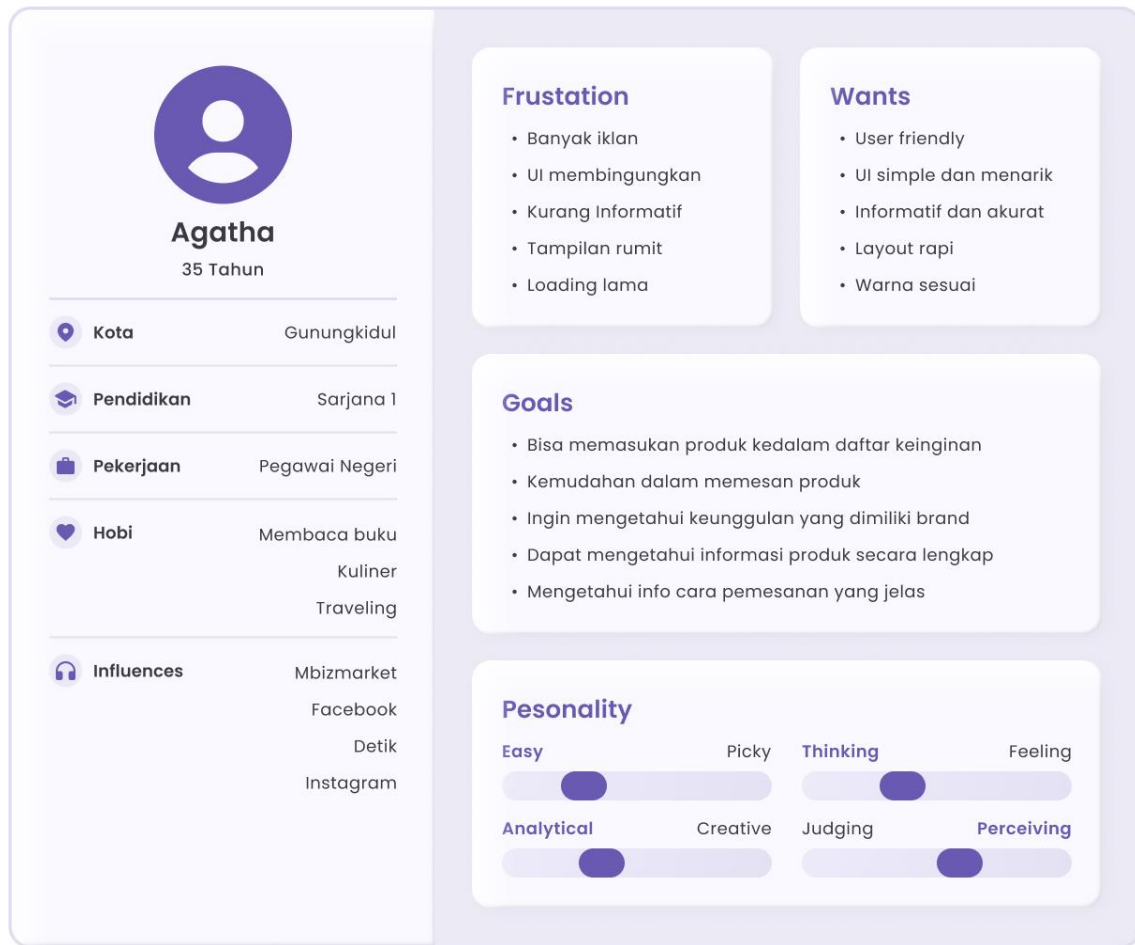 Agatha
35 Tahun
Kota Gunungkidul
Pendidikan Sarjana 1
Pekerjaan Pegawai Negeri
Hobi Membaca buku
Kuliner
Traveling
Influences Mbizmarket
Facebook
Detik
Instagram
Frustation
• Banyak iklan
• UI membingungkan
• Kurang Informatif
• Tampilan rumit
• Loading lama
Wants
• User friendly
• UI simple dan menarik
• Informatif dan akurat
• Layout rapi
• Warna sesuai
Goals
• Bisa memasukan produk kedalam daftar keinginan
• Kemudahan dalam memesan produk
• Ingin mengetahui keunggulan yang dimiliki brand
• Dapat mengetahui informasi produk secara lengkap
• Mengetahui info cara pemesanan yang jelas
Pesonality
Easy Picky Thinking Feeling
Analytical Creative Judging Perceiving